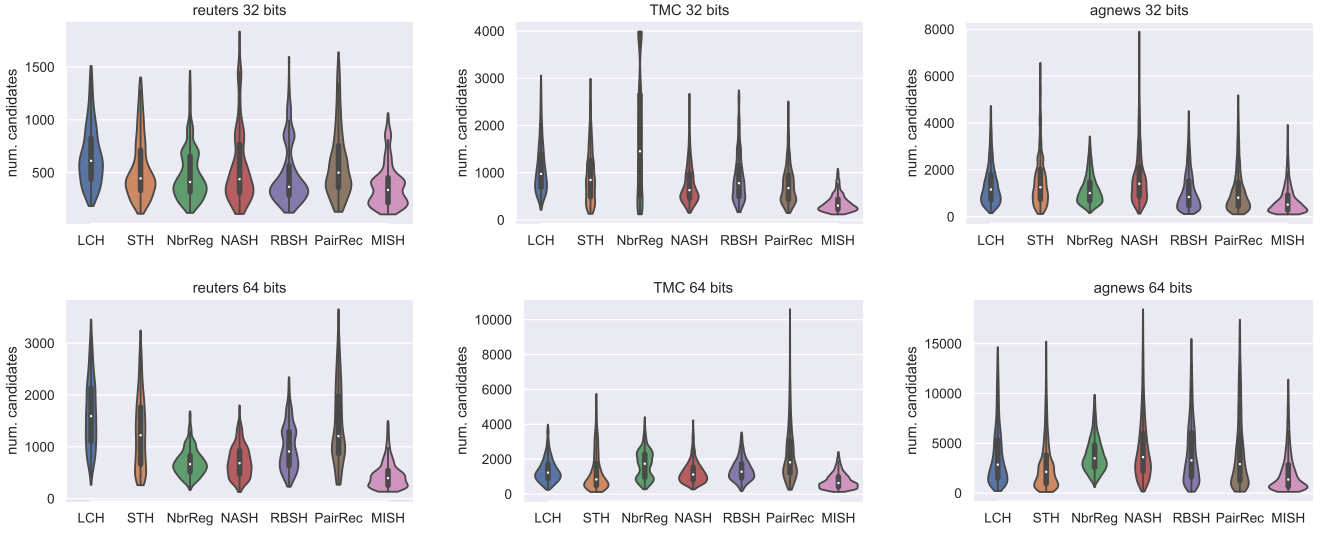 reuters 32 bits
num. candidates
1500
1000
500
LCH STH NbrReg NASH RBSH PairRec MISH
TMC 32 bits
num. candidates
4000
3000
2000
1000
0
LCH STH NbrReg NASH RBSH PairRec MISH
agnews 32 bits
num. candidates
8000
6000
4000
2000
0
LCH STH NbrReg NASH RBSH PairRec MISH
reuters 64 bits
num. candidates
3000
2000
1000
0
LCH STH NbrReg NASH RBSH PairRec MISH
TMC 64 bits
num. candidates
10000
8000
6000
4000
2000
0
LCH STH NbrReg NASH RBSH PairRec MISH
agnews 64 bits
num. candidates
15000
10000
5000
0
LCH STH NbrReg NASH RBSH PairRec MISH